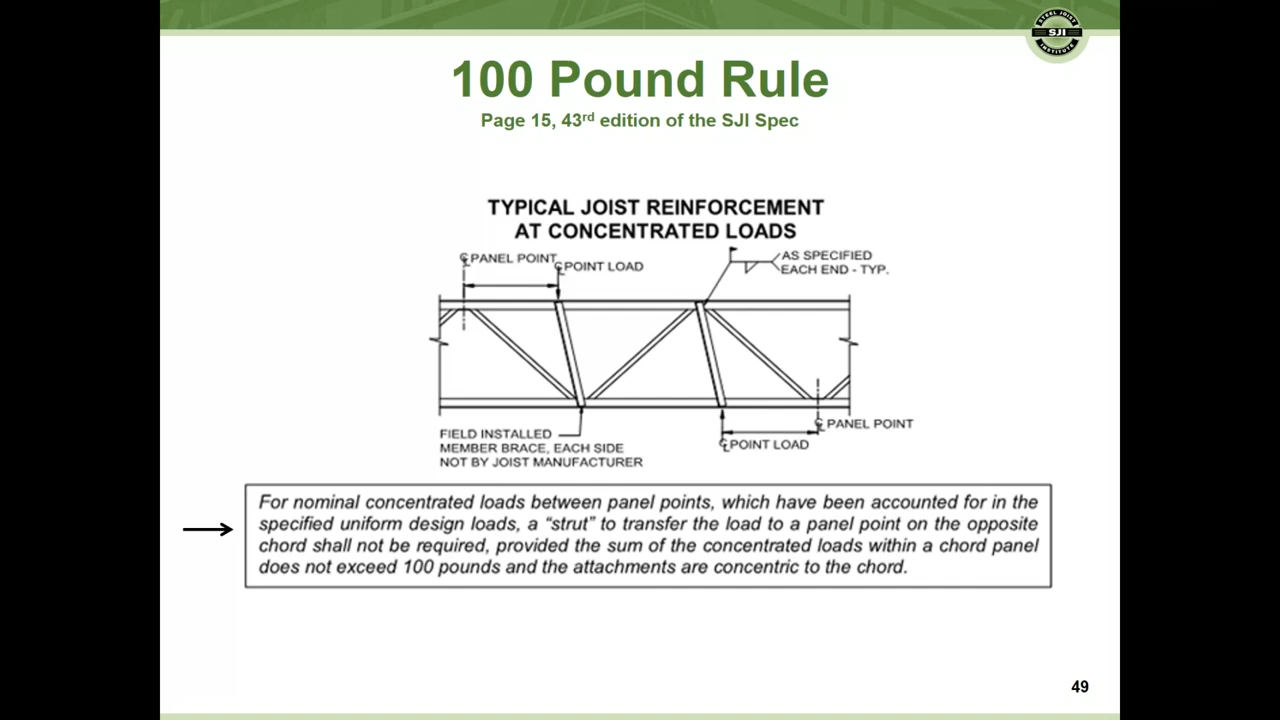 STEEL JOIST
SJI
INSTITUTE
100 Pound Rule
Page 15, 43rd edition of the SJI Spec
TYPICAL JOIST REINFORCEMENT
AT CONCENTRATED LOADS
℄ PANEL POINT
℄ POINT LOAD
AS SPECIFIED
EACH END - TYP.
FIELD INSTALLED
MEMBER BRACE, EACH SIDE
NOT BY JOIST MANUFACTURER
℄ PANEL POINT
℄ POINT LOAD
For nominal concentrated loads between panel points, which have been accounted for in the
specified uniform design loads, a “strut” to transfer the load to a panel point on the opposite
chord shall not be required, provided the sum of the concentrated loads within a chord panel
does not exceed 100 pounds and the attachments are concentric to the chord.
49